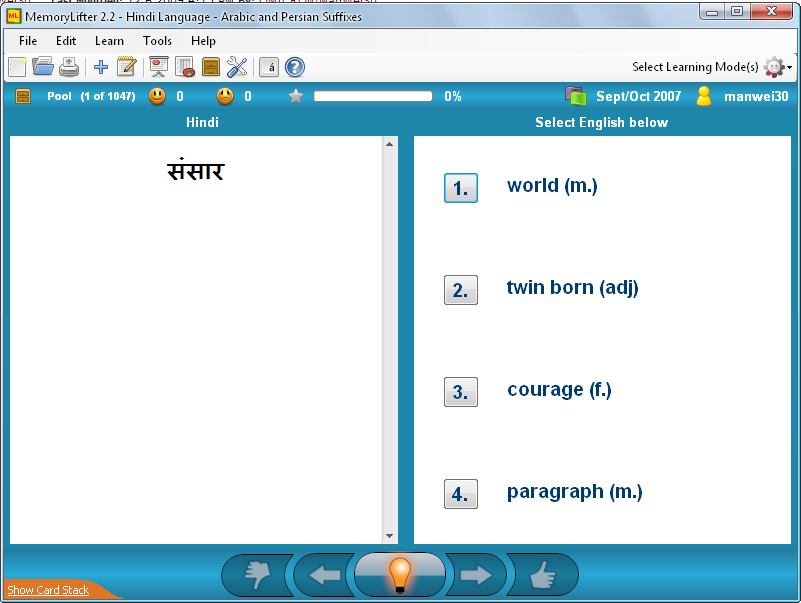 MemoryLifter 2.2 - Hindi Language - Arabic and Persian Suffixes
File Edit Learn Tools Help
Select Learning Mode(s)
Pool (1 of 1047) 0 0 0% Sept/Oct 2007 manwei30
Hindi
Select English below
संसार
1. world (m.)
2. twin born (adj)
3. courage (f.)
4. paragraph (m.)
Show Card Stack